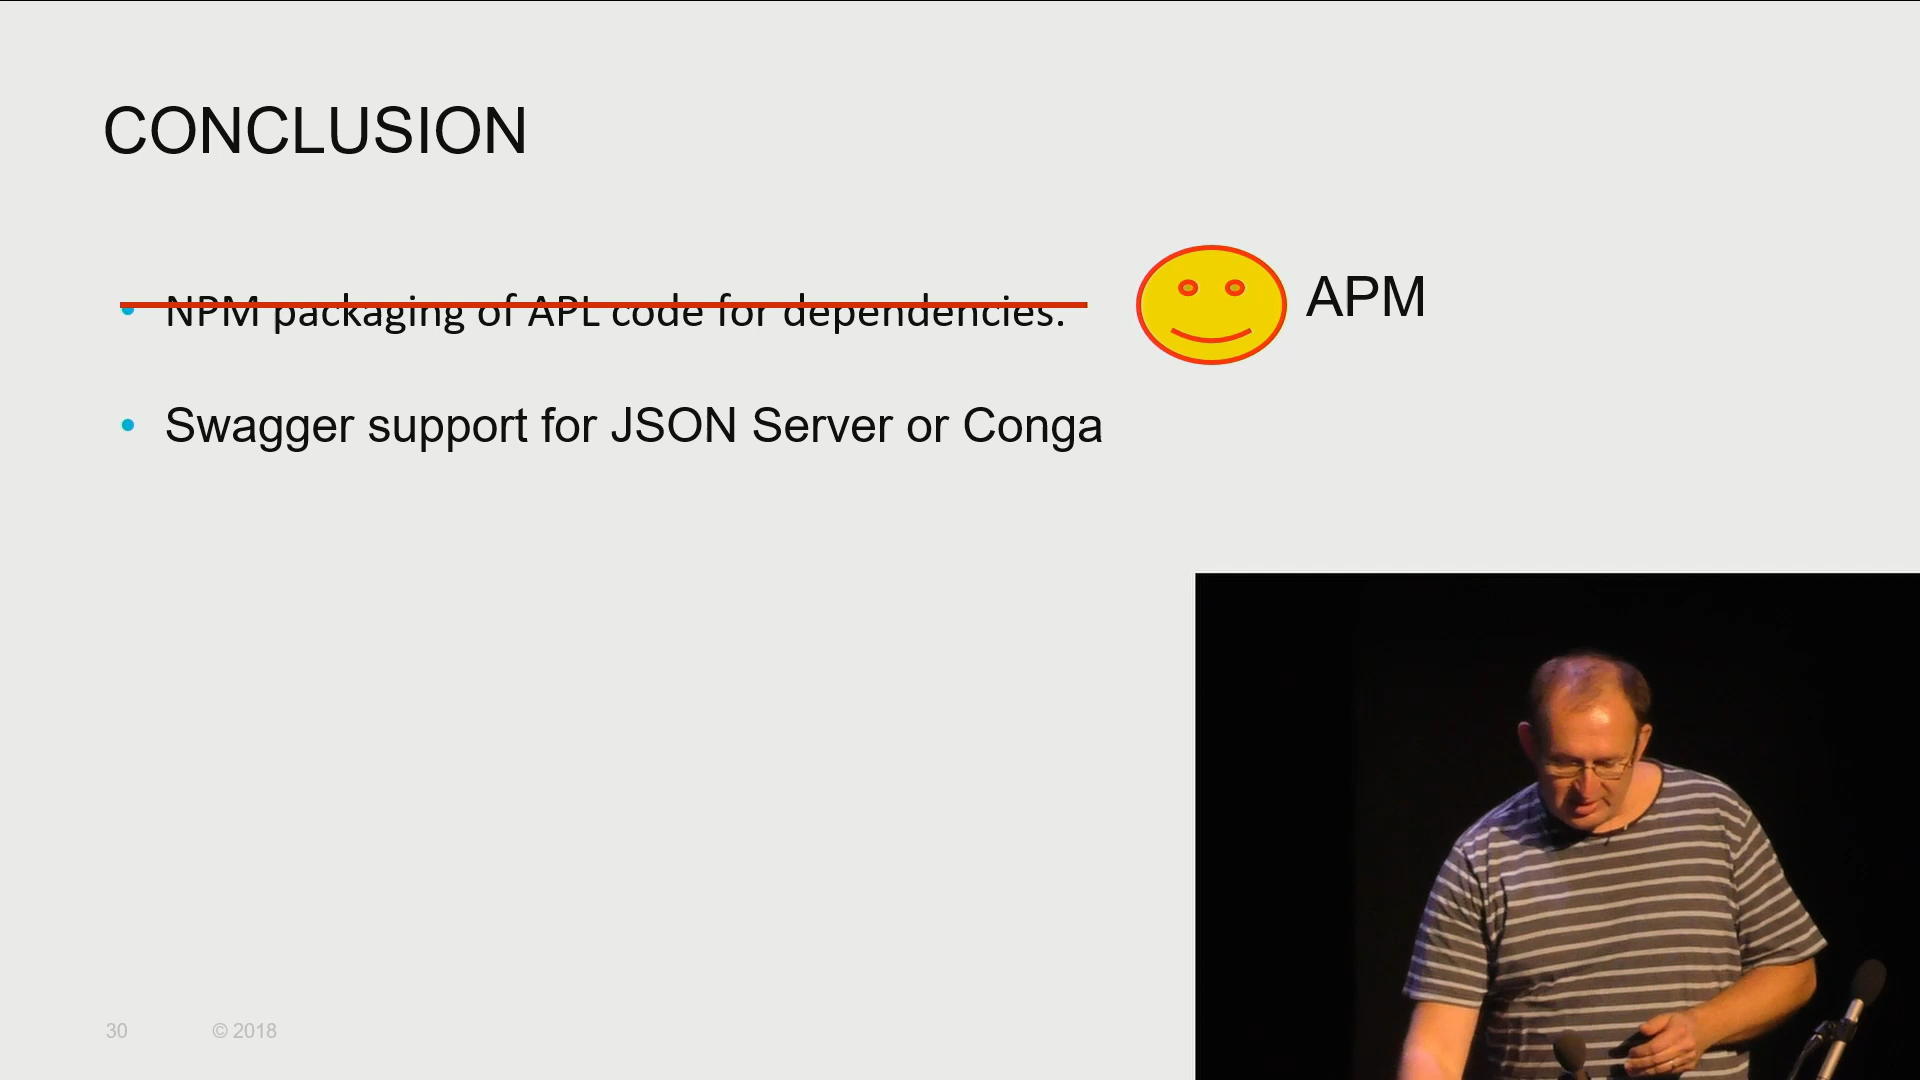 CONCLUSION
• NPM packaging of APL code for dependencies.
APM
• Swagger support for JSON Server or Conga
30 © 2018